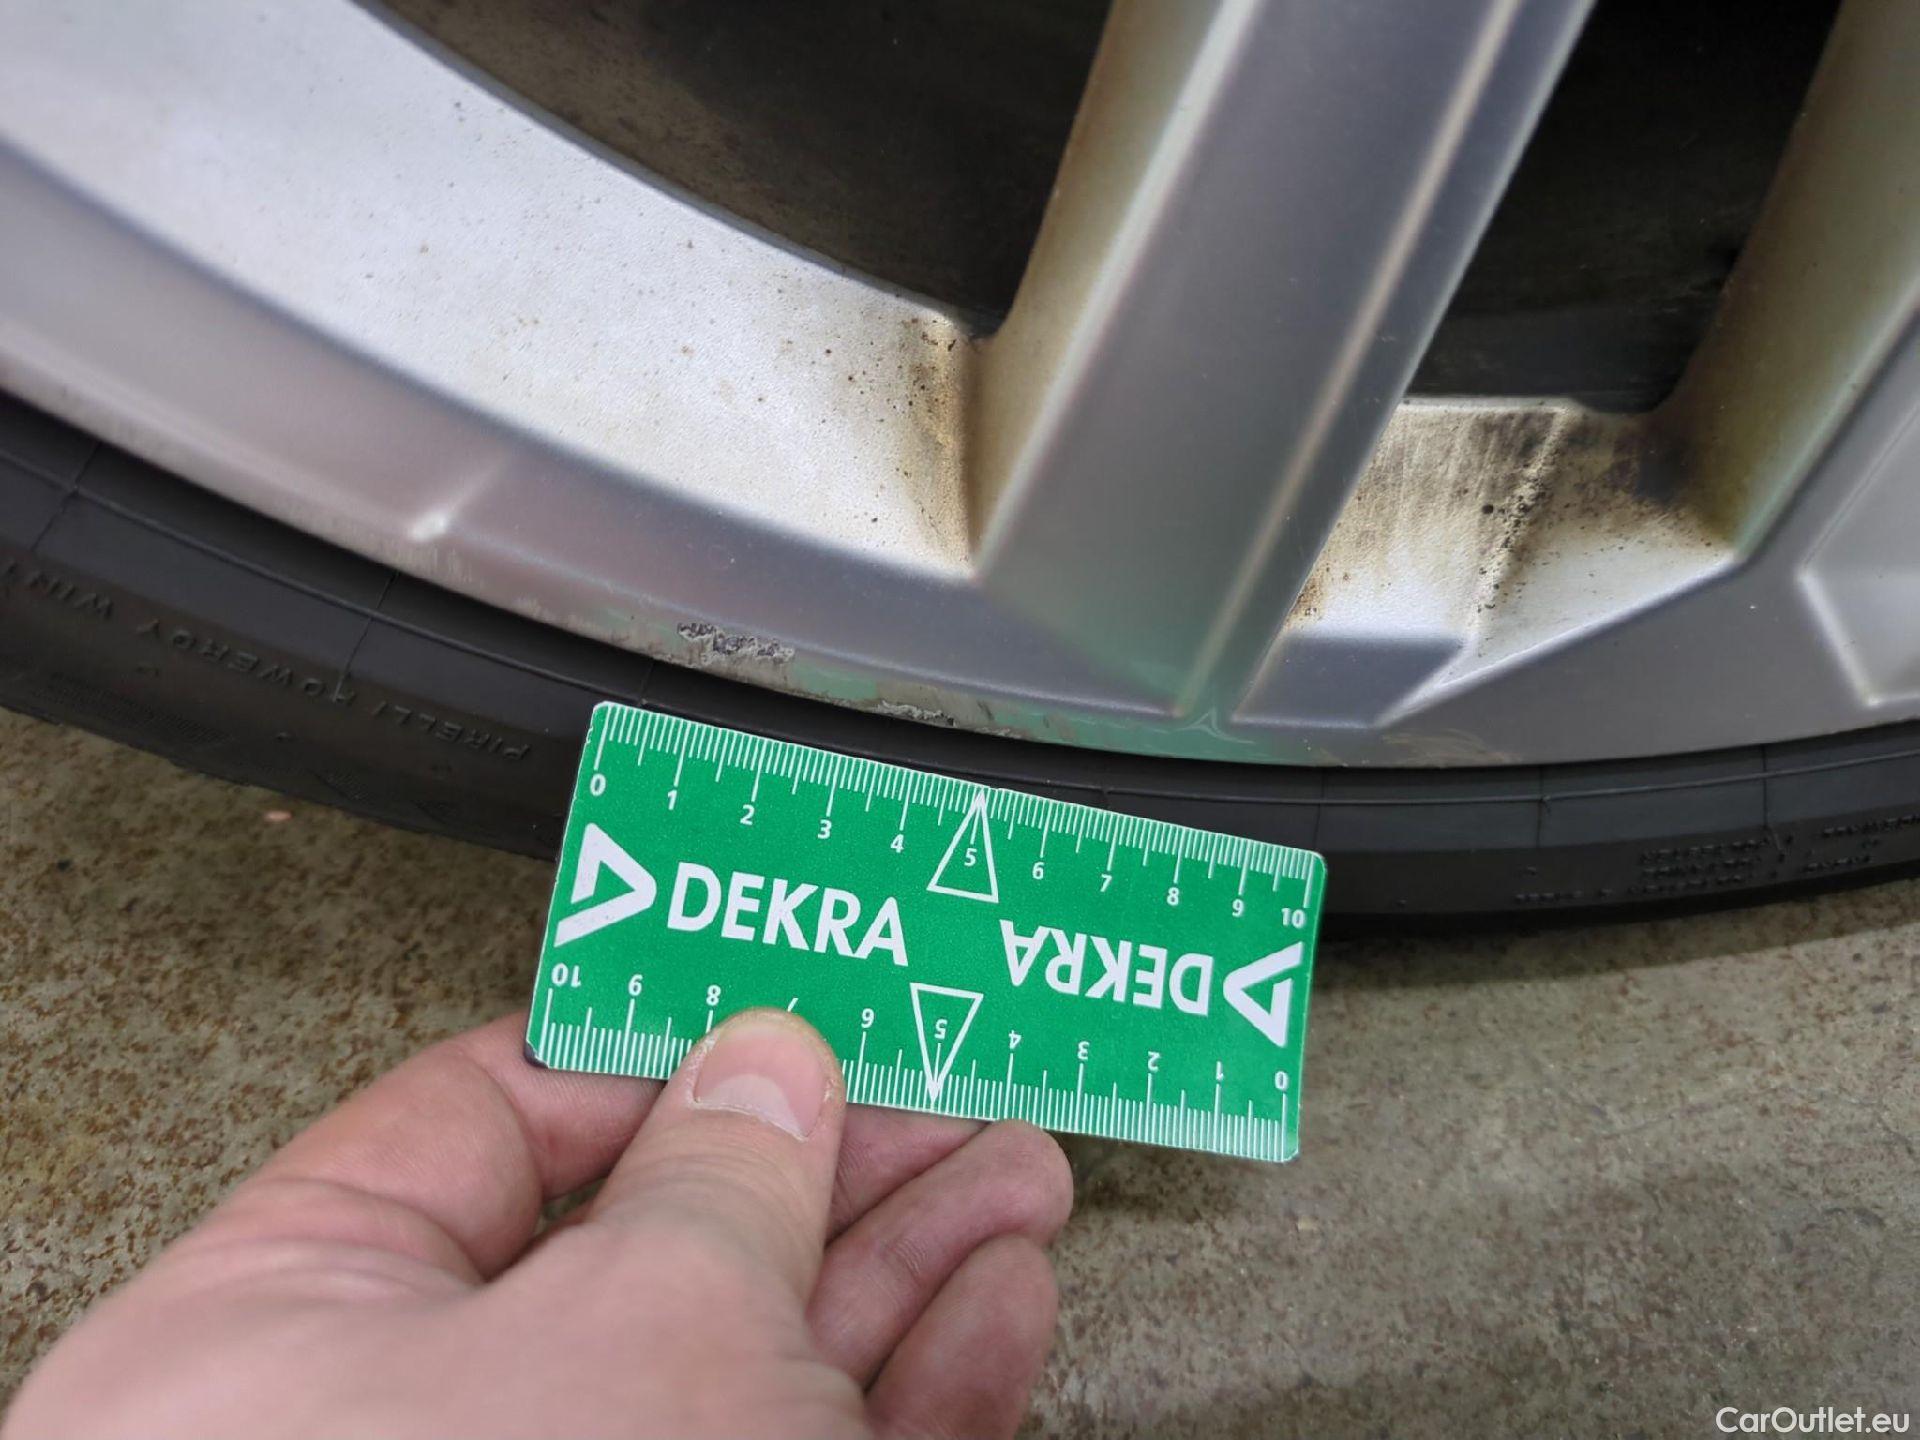 PIRELLI POWERGY WINT
0 1 2 3 4 5 6 7 8 9 10
DEKRA
DEKRA
10 9 8 7 6 5 4 3 2 1 0
CarOutlet.eu